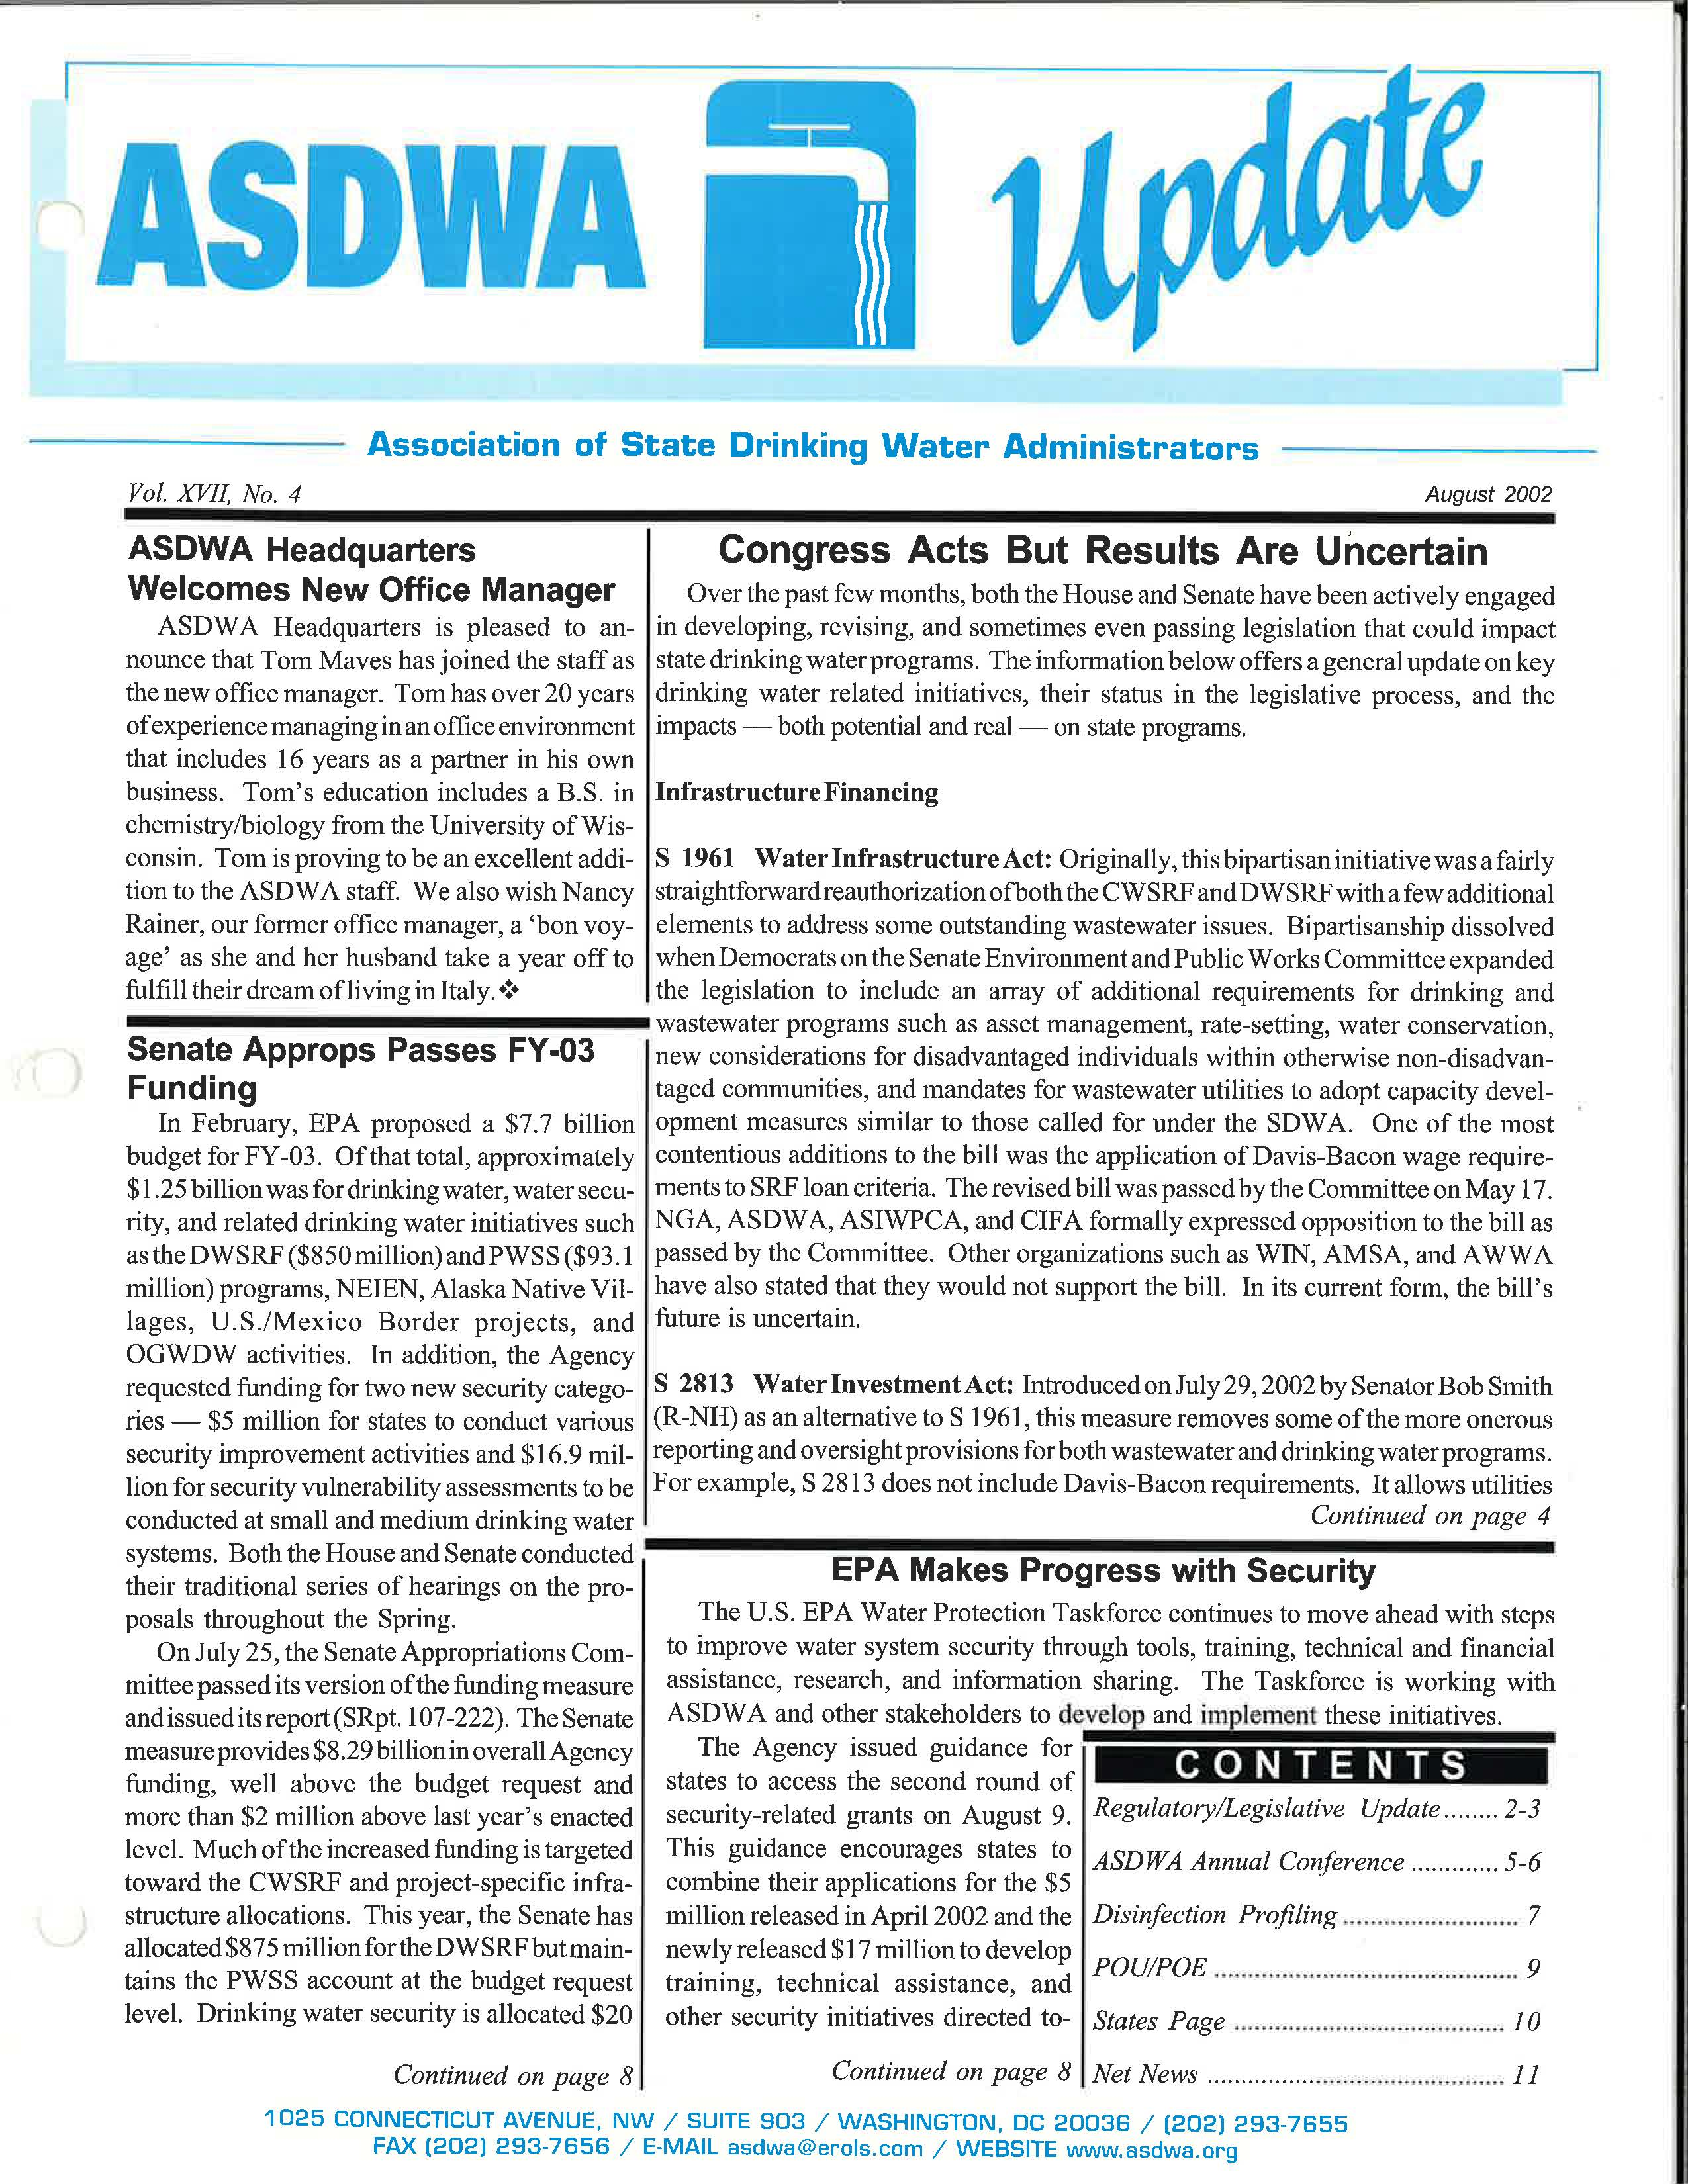 ASDWA Update
Association of State Drinking Water Administrators
Vol. XVII, No. 4
August 2002
ASDWA Headquarters
Welcomes New Office Manager
ASDWA Headquarters is pleased to an-
nounce that Tom Maves has joined the staff as
the new office manager. Tom has over 20 years
of experience managing in an office environment
that includes 16 years as a partner in his own
business. Tom's education includes a B.S. in
chemistry/biology from the University of Wis-
consin. Tom is proving to be an excellent addi-
tion to the ASDWA staff. We also wish Nancy
Rainer, our former office manager, a 'bon voy-
age' as she and her husband take a year off to
fulfill their dream of living in Italy.❖
Senate Approps Passes FY-03
Funding
In February, EPA proposed a $7.7 billion
budget for FY-03. Of that total, approximately
$1.25 billion was for drinking water, water secu-
rity, and related drinking water initiatives such
as the DWSRF ($850 million) and PWSS ($93.1
million) programs, NEIEN, Alaska Native Vil-
lages, U.S./Mexico Border projects, and
OGWDW activities. In addition, the Agency
requested funding for two new security catego-
ries — $5 million for states to conduct various
security improvement activities and $16.9 mil-
lion for security vulnerability assessments to be
conducted at small and medium drinking water
systems. Both the House and Senate conducted
their traditional series of hearings on the pro-
posals throughout the Spring.
On July 25, the Senate Appropriations Com-
mittee passed its version of the funding measure
and issued its report (SRpt. 107-222). The Senate
measure provides $8.29 billion in overall Agency
funding, well above the budget request and
more than $2 million above last year's enacted
level. Much of the increased funding is targeted
toward the CWSRF and project-specific infra-
structure allocations. This year, the Senate has
allocated $875 million for the DWSRF but main-
tains the PWSS account at the budget request
level. Drinking water security is allocated $20
Continued on page 8
Congress Acts But Results Are Uncertain
Over the past few months, both the House and Senate have been actively engaged
in developing, revising, and sometimes even passing legislation that could impact
state drinking water programs. The information below offers a general update on key
drinking water related initiatives, their status in the legislative process, and the
impacts — both potential and real — on state programs.
Infrastructure Financing
S 1961 Water Infrastructure Act: Originally, this bipartisan initiative was a fairly
straightforward reauthorization of both the CWSRF and DWSRF with a few additional
elements to address some outstanding wastewater issues. Bipartisanship dissolved
when Democrats on the Senate Environment and Public Works Committee expanded
the legislation to include an array of additional requirements for drinking and
wastewater programs such as asset management, rate-setting, water conservation,
new considerations for disadvantaged individuals within otherwise non-disadvan-
taged communities, and mandates for wastewater utilities to adopt capacity devel-
opment measures similar to those called for under the SDWA. One of the most
contentious additions to the bill was the application of Davis-Bacon wage require-
ments to SRF loan criteria. The revised bill was passed by the Committee on May 17.
NGA, ASDWA, ASIWPCA, and CIFA formally expressed opposition to the bill as
passed by the Committee. Other organizations such as WIN, AMSA, and AWWA
have also stated that they would not support the bill. In its current form, the bill's
future is uncertain.
S 2813 Water Investment Act: Introduced on July 29, 2002 by Senator Bob Smith
(R-NH) as an alternative to S 1961, this measure removes some of the more onerous
reporting and oversight provisions for both wastewater and drinking water programs.
For example, S 2813 does not include Davis-Bacon requirements. It allows utilities
Continued on page 4
EPA Makes Progress with Security
The U.S. EPA Water Protection Taskforce continues to move ahead with steps
to improve water system security through tools, training, technical and financial
assistance, research, and information sharing. The Taskforce is working with
ASDWA and other stakeholders to develop and implement these initiatives.
The Agency issued guidance for
states to access the second round of
security-related grants on August 9.
This guidance encourages states to
combine their applications for the $5
million released in April 2002 and the
newly released $17 million to develop
training, technical assistance, and
other security initiatives directed to-
Continued on page 8
CONTENTS
Regulatory/Legislative Update........ 2-3
ASDWA Annual Conference ............. 5-6
Disinfection Profiling .......................... 7
POU/POE ............................................. 9
States Page ........................................ 10
Net News ............................................ 11
1025 CONNECTICUT AVENUE, NW / SUITE 903 / WASHINGTON, DC 20036 / (202) 293-7655
FAX (202) 293-7656 / E-MAIL asdwa@erols.com / WEBSITE www.asdwa.org